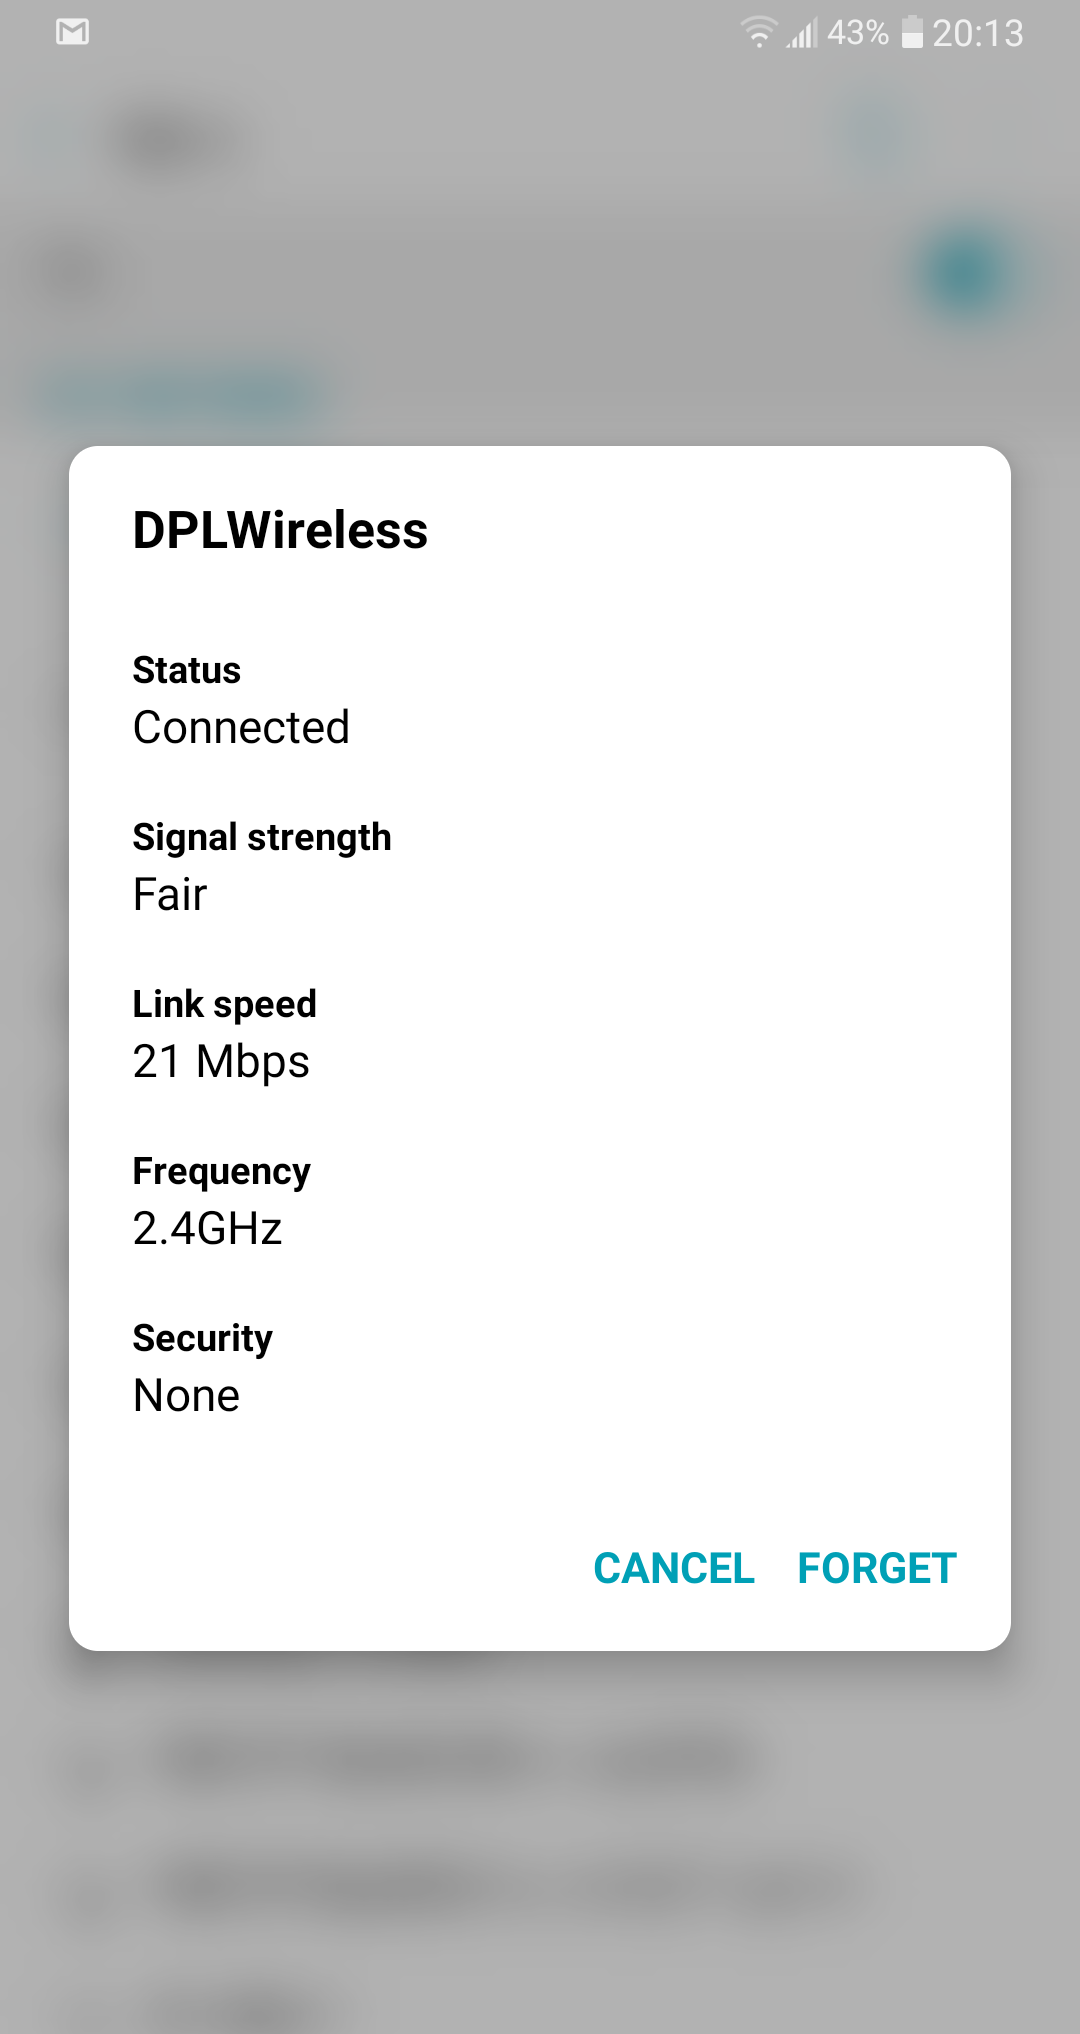 43% 20:13
DPLWireless
Status
Connected
Signal strength
Fair
Link speed
21 Mbps
Frequency
2.4GHz
Security
None
CANCEL FORGET